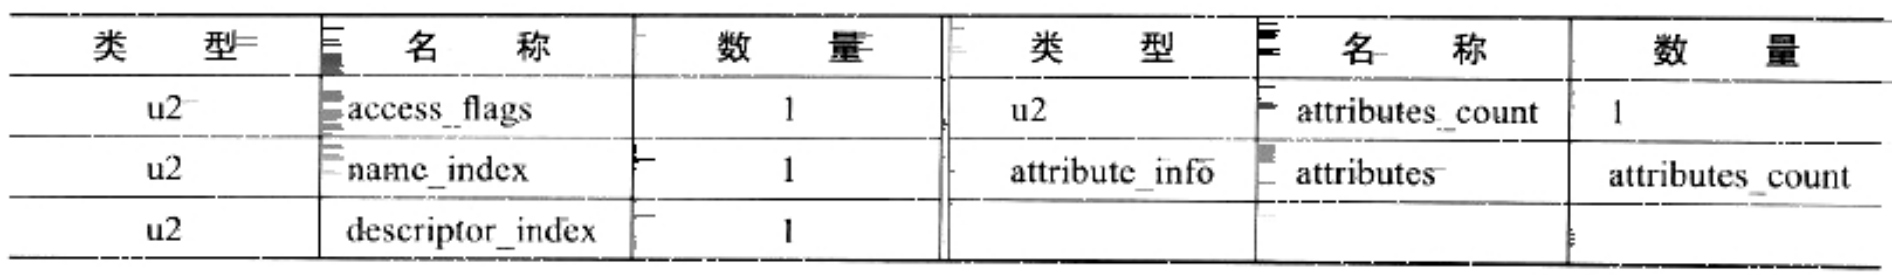 类 型 名 称 数 量 类 型 名 称 数 量
u2 access_flags 1 u2 attributes_count 1
u2 name_index 1 attribute_info attributes attributes_count
u2 descriptor_index 1